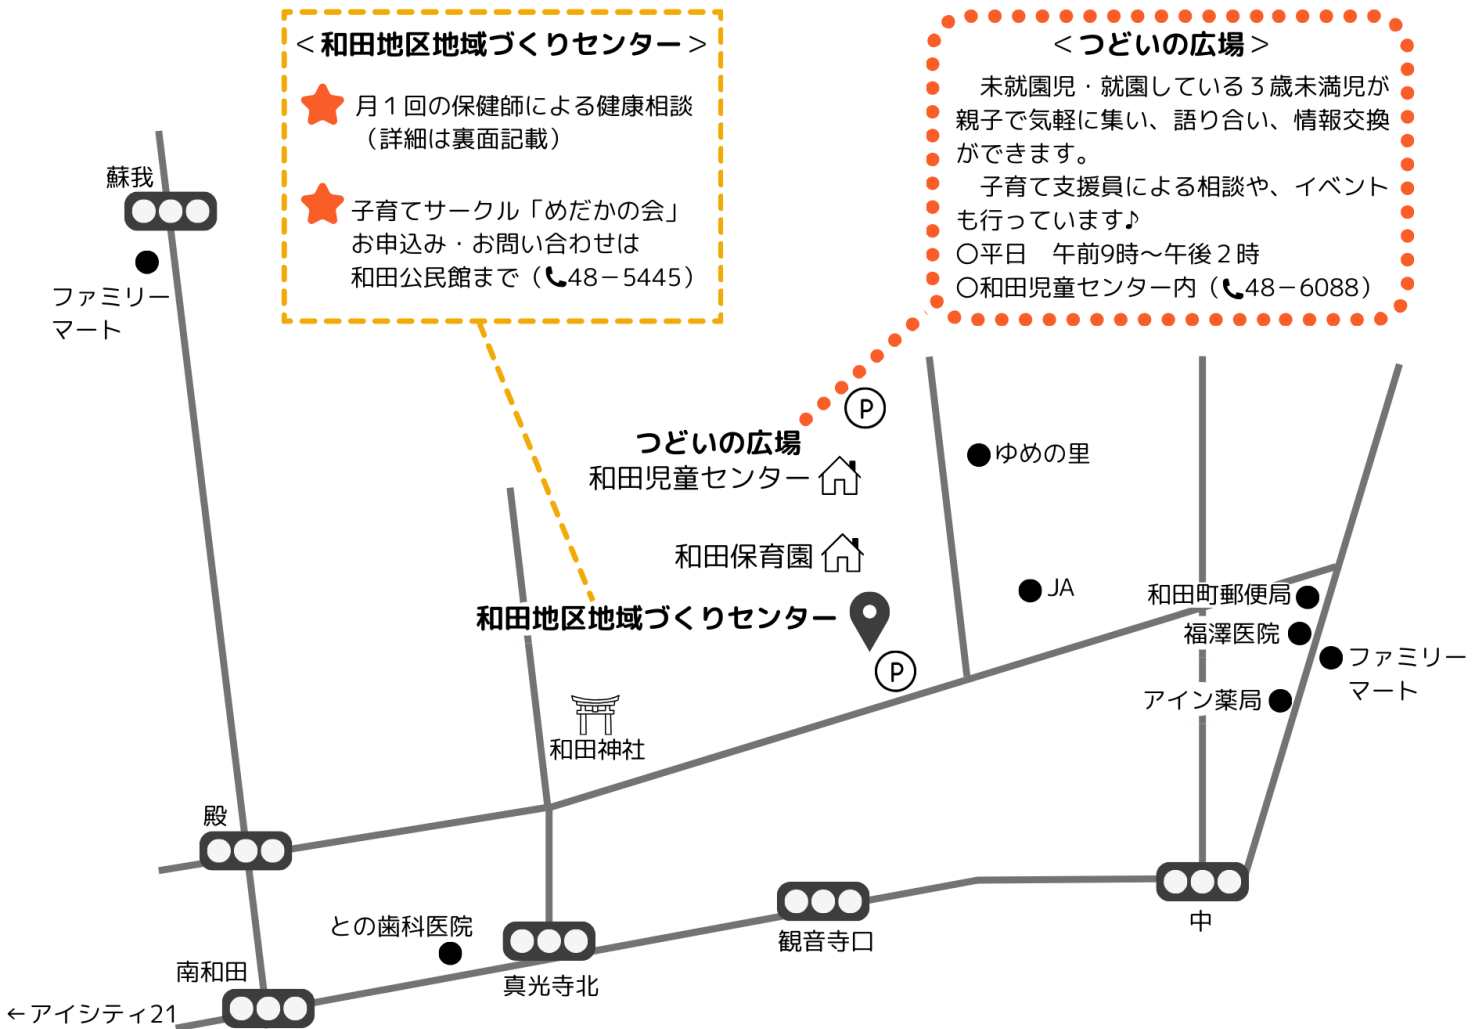 ＜和田地区地域づくりセンター＞
月１回の保健師による健康相談
（詳細は裏面記載）
子育てサークル「めだかの会」
お申込み・お問い合わせは
和田公民館まで（📞48－5445）
＜つどいの広場＞
未就園児・就園している３歳未満児が
親子で気軽に集い、語り合い、情報交換
ができます。
子育て支援員による相談や、イベント
も行っています♪
〇平日　午前9時～午後２時
〇和田児童センター内（📞48－6088）
蘇我
ファミリー
マート
P
つどいの広場
和田児童センター
ゆめの里
和田保育園
JA
和田町郵便局
和田地区地域づくりセンター
福澤医院
ファミリー
マート
P
アイン薬局
和田神社
殿
中
との歯科医院
観音寺口
南和田
真光寺北
←アイシティ21